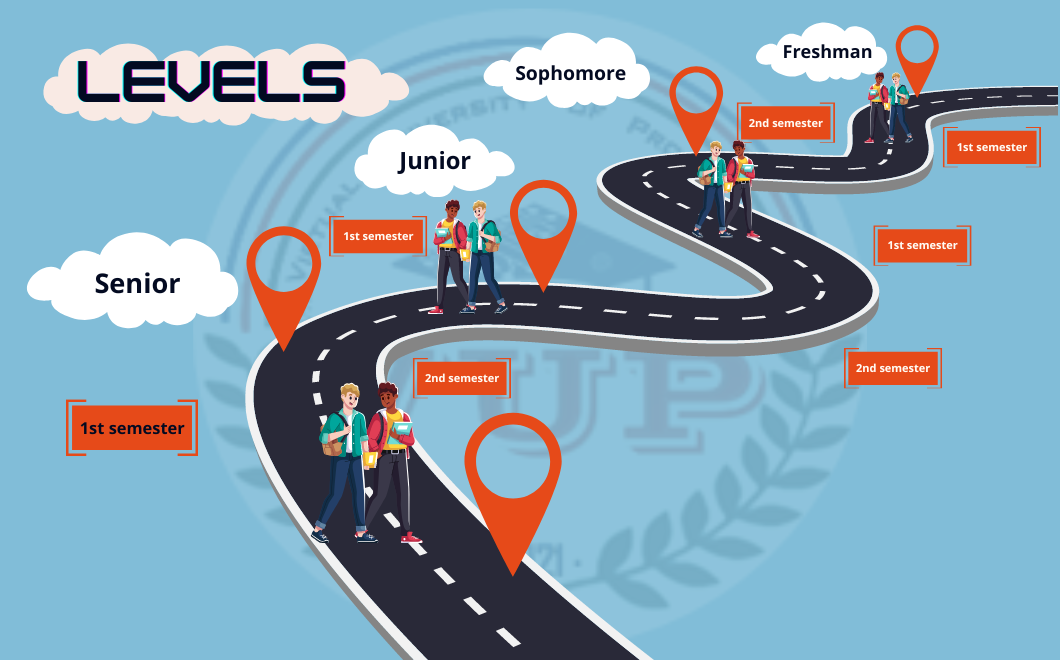 LEVELS
Freshman
Sophomore
2nd semester
1st semester
Junior
1st semester
1st semester
Senior
2nd semester
2nd semester
1st semester
UP